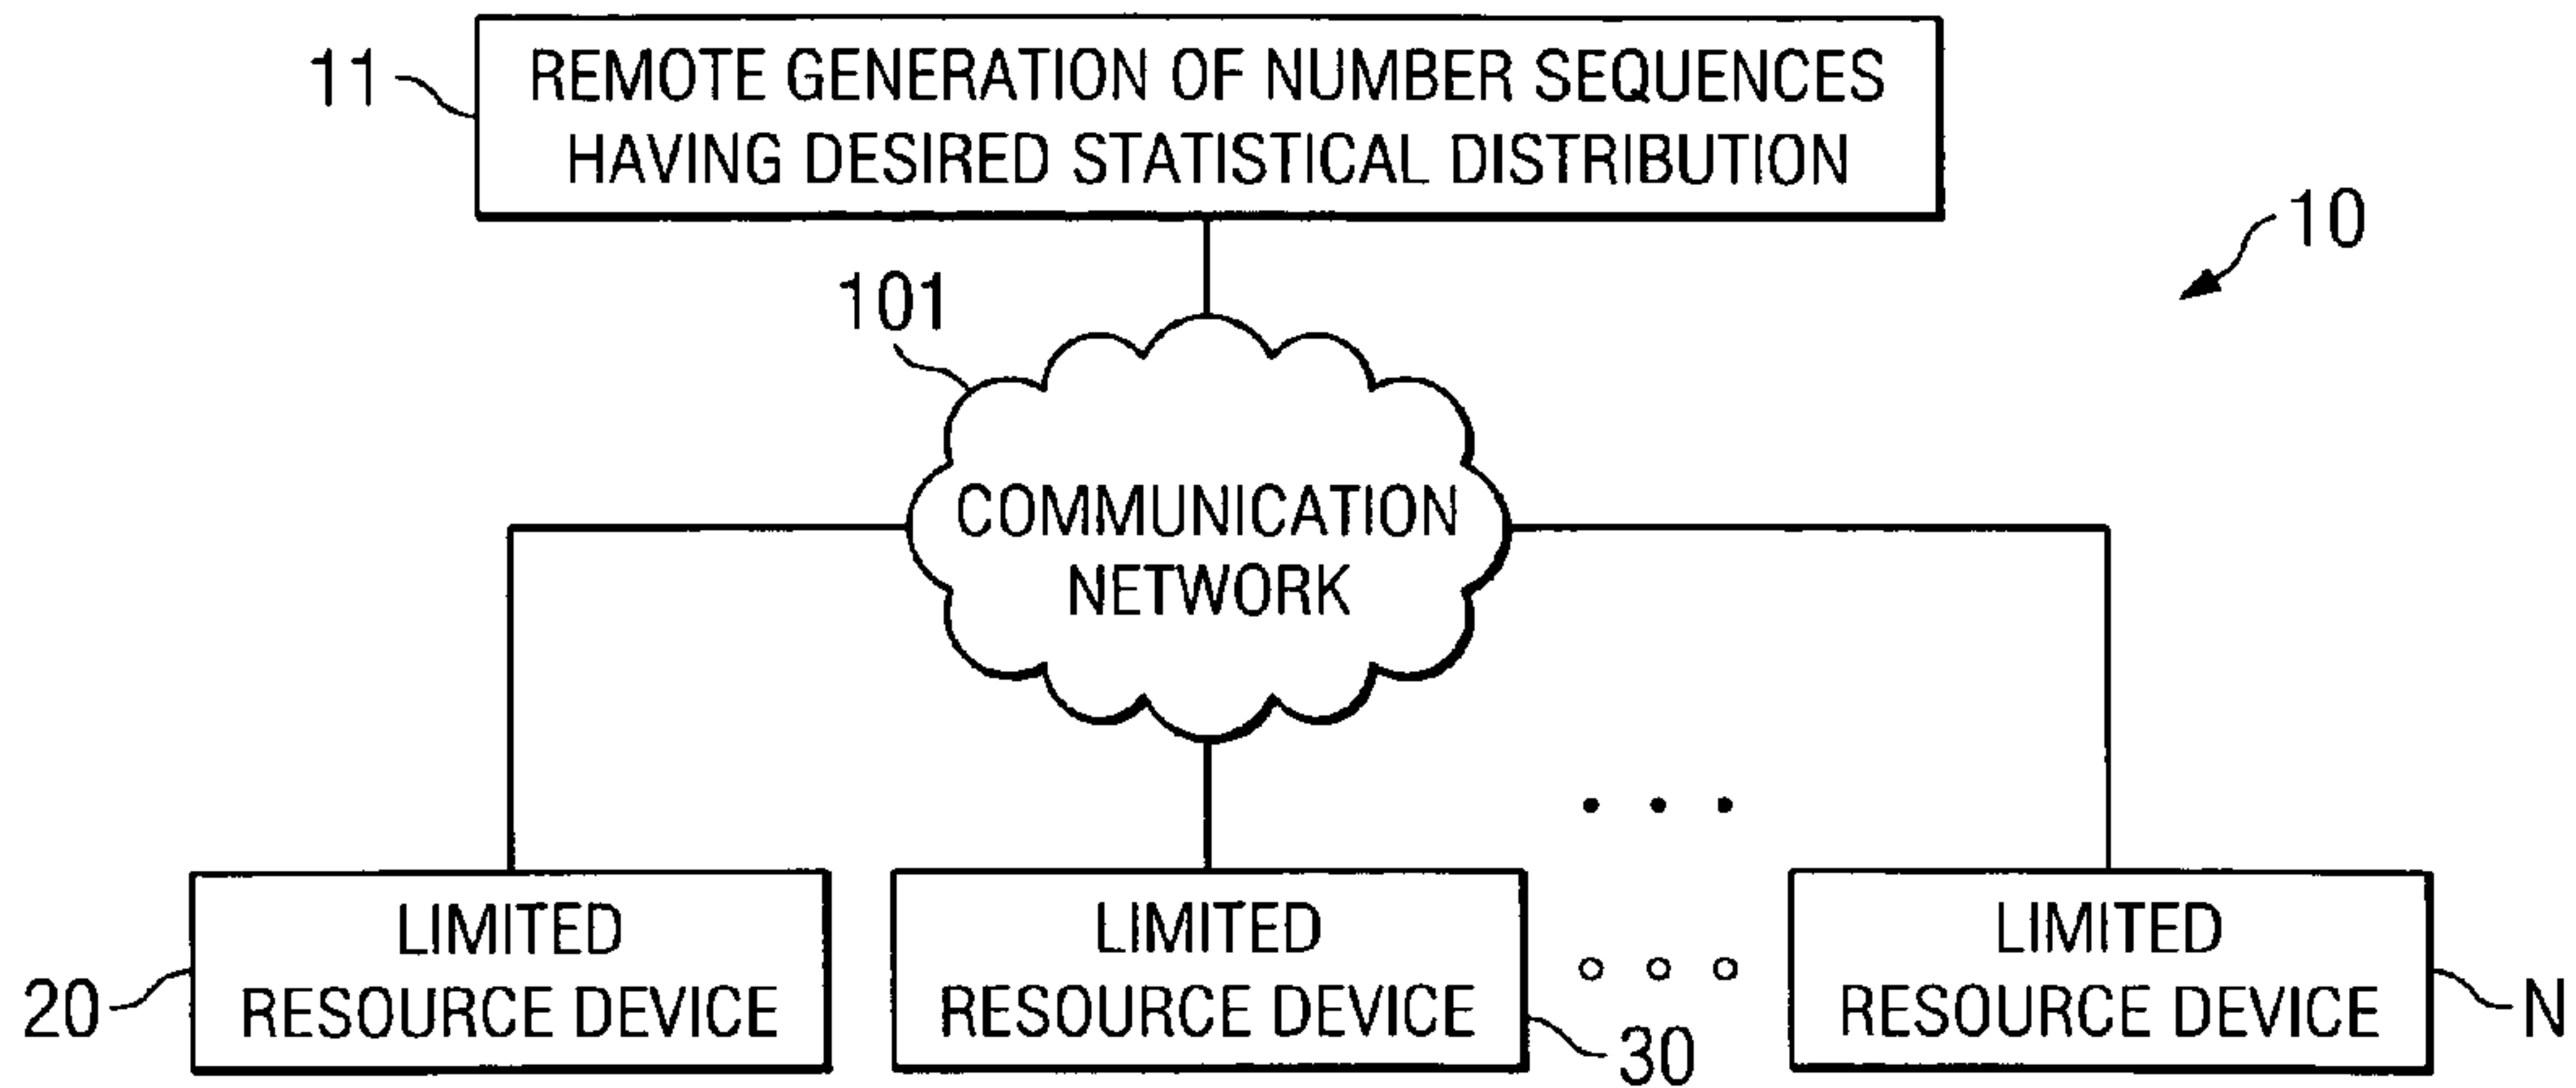 11
REMOTE GENERATION OF NUMBER SEQUENCES
HAVING DESIRED STATISTICAL DISTRIBUTION
10
101
COMMUNICATION
NETWORK
LIMITED
RESOURCE DEVICE
20
LIMITED
RESOURCE DEVICE
30
LIMITED
RESOURCE DEVICE
N